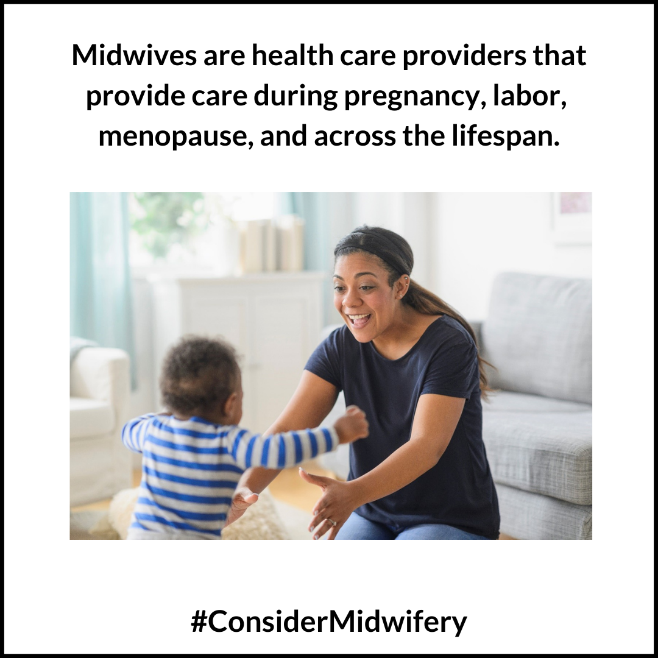 Midwives are health care providers that
provide care during pregnancy, labor,
menopause, and across the lifespan.
#ConsiderMidwifery